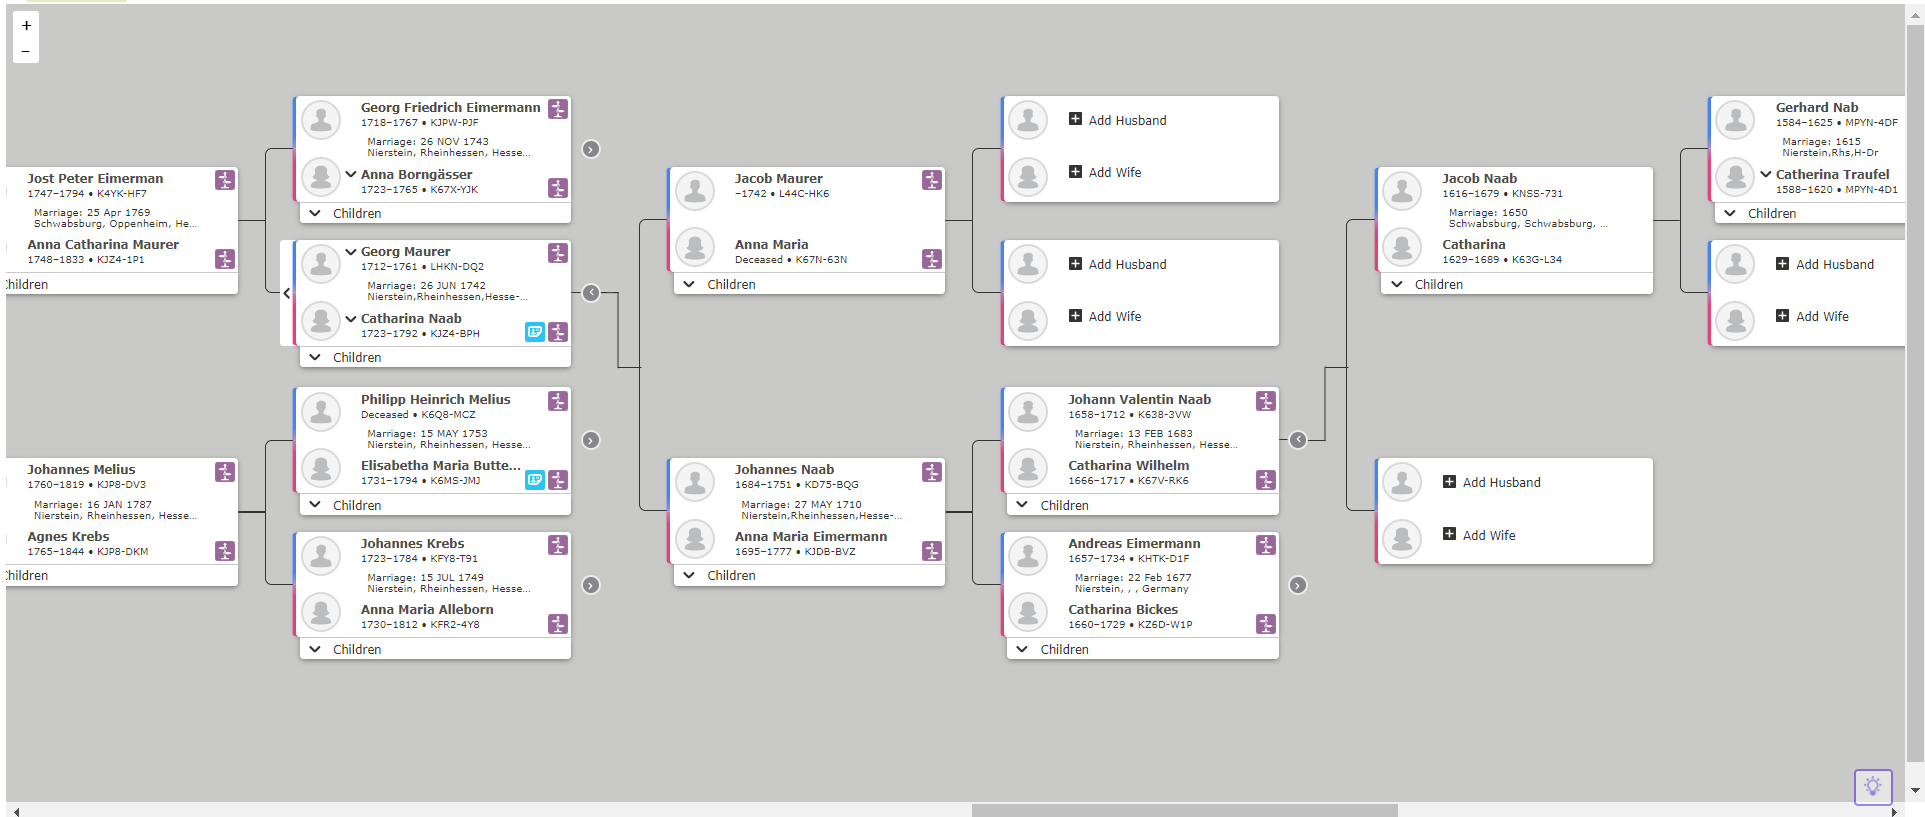 +
−
Jost Peter Eimerman
1747–1794 • K4YK-HF7
Marriage: 25 Apr 1769
Schwabsburg, Oppenheim, He...
Anna Catharina Maurer
1748–1833 • KJZ4-1P1
Children
Johannes Melius
1760–1819 • KJP8-DV3
Marriage: 16 JAN 1787
Nierstein, Rheinhessen, Hesse...
Agnes Krebs
1765–1844 • KJP8-DKM
Children
Georg Friedrich Eimermann
1718–1767 • KJPW-PJF
Marriage: 26 NOV 1743
Nierstein, Rheinhessen, Hesse...
Anna Borngässer
1723–1765 • K67X-YJK
Children
Georg Maurer
1712–1761 • LHKN-DQ2
Marriage: 26 JUN 1742
Nierstein,Rheinhessen,Hesse-...
Catharina Naab
1723–1792 • KJZ4-BPH
Children
Philipp Heinrich Melius
Deceased • K6Q8-MCZ
Marriage: 15 MAY 1753
Nierstein, Rheinhessen, Hesse...
Elisabetha Maria Butte...
1731–1794 • K6MS-JMJ
Children
Johannes Krebs
1723–1784 • KFY8-T91
Marriage: 15 JUL 1749
Nierstein, Rheinhessen, Hesse...
Anna Maria Alleborn
1730–1812 • KFR2-4Y8
Children
Jacob Maurer
–1742 • L44C-HK6
Anna Maria
Deceased • K67N-63N
Children
Johannes Naab
1684–1751 • KD75-BQG
Marriage: 27 MAY 1710
Nierstein,Rheinhessen,Hesse-...
Anna Maria Eimermann
1695–1777 • KJDB-BVZ
Children
Add Husband
Add Wife
Add Husband
Add Wife
Johann Valentin Naab
1658–1712 • K638-3VW
Marriage: 13 FEB 1683
Nierstein, Rheinhessen, Hesse...
Catharina Wilhelm
1666–1717 • K67V-RK6
Children
Andreas Eimermann
1657–1734 • KHTK-D1F
Marriage: 22 Feb 1677
Nierstein, , , Germany
Catharina Bickes
1660–1729 • KZ6D-W1P
Children
Jacob Naab
1616–1679 • KNSS-731
Marriage: 1650
Schwabsburg, Schwabsburg, ...
Catharina
1629–1689 • K63G-L34
Children
Add Husband
Add Wife
Gerhard Nab
1584–1625 • MPYN-4DF
Marriage: 1615
Nierstein,Rhs,H-Dr
Catherina Traufel
1588–1620 • MPYN-4D1
Children
Add Husband
Add Wife